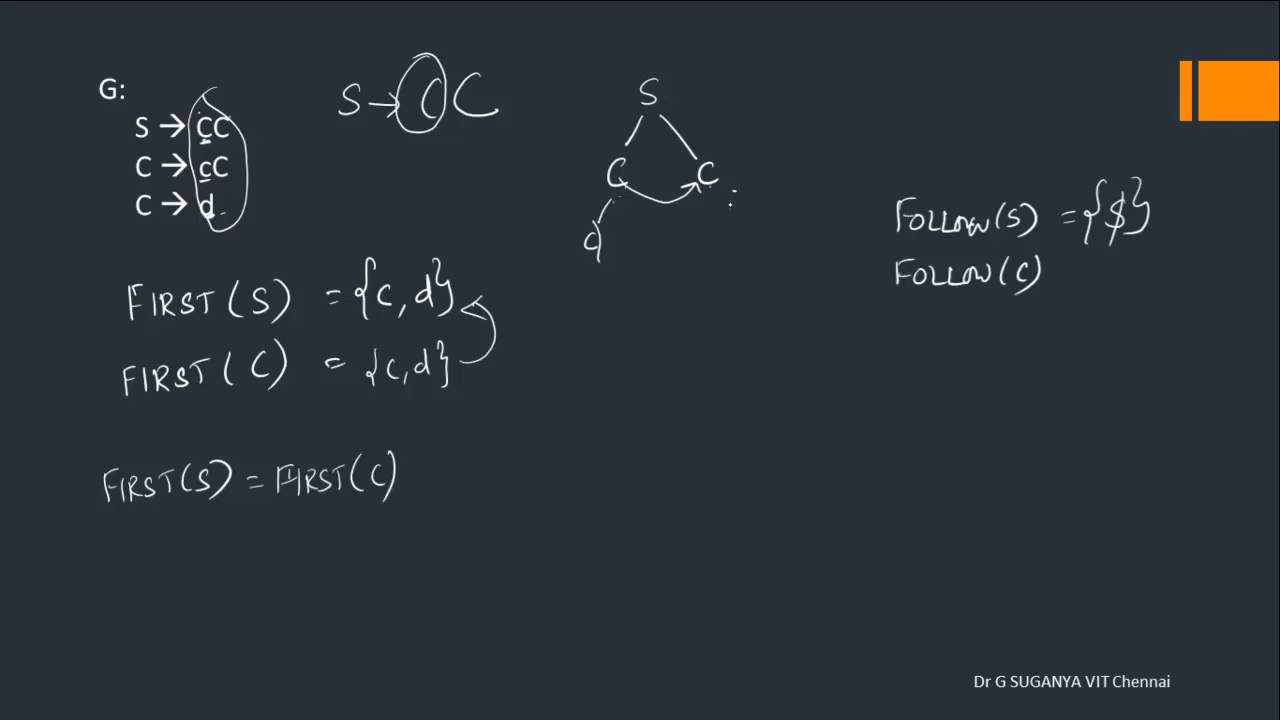 G:
S → CC
C → cC
C → d
S → CC
S
C C
d
FIRST(S) = {c, d}
FIRST(C) = {c, d}
FIRST(S) = FIRST(C)
FOLLOW(S) = {$}
FOLLOW(C)
Dr G SUGANYA VIT Chennai